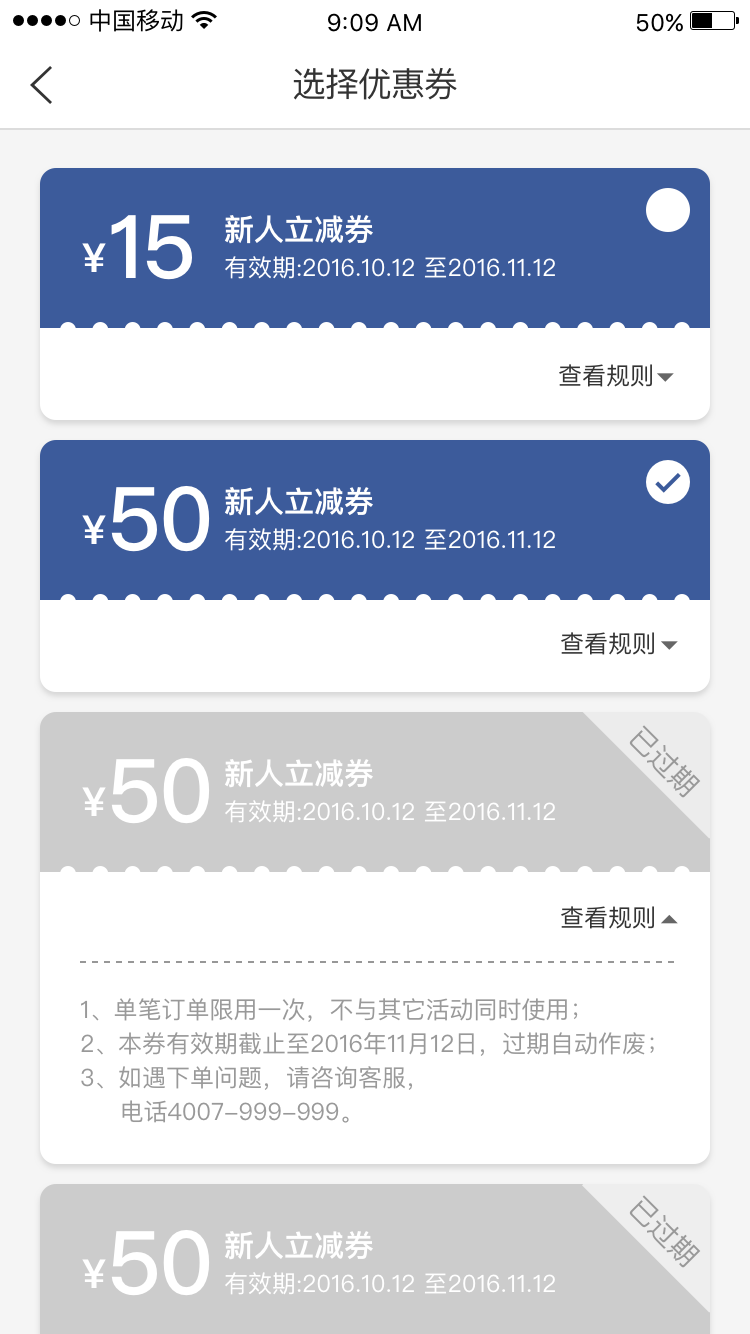 中国移动 9:09 AM 50%
选择优惠券
¥15 新人立减券
有效期:2016.10.12 至2016.11.12
查看规则
¥50 新人立减券
有效期:2016.10.12 至2016.11.12
查看规则
已过期
¥50 新人立减券
有效期:2016.10.12 至2016.11.12
查看规则
1、单笔订单限用一次，不与其它活动同时使用；
2、本券有效期截止至2016年11月12日，过期自动作废；
3、如遇下单问题，请咨询客服，
电话4007-999-999。
已过期
¥50 新人立减券
有效期:2016.10.12 至2016.11.12